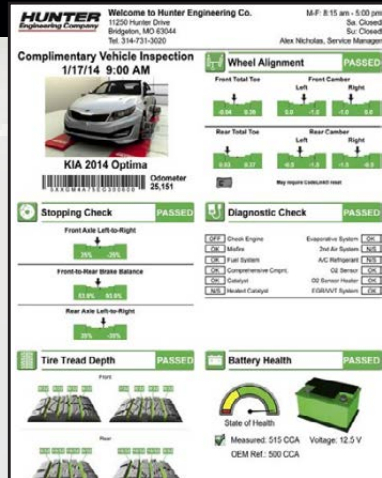 HUNTER
Engineering Company
Welcome to Hunter Engineering Co.
11250 Hunter Drive
Bridgeton, MO 63044
Tel. 314-731-3020
M-F: 8:15 am - 5:00 pm
Sa: Closed
Su: Closed
Alex Nicholas, Service Manager
Complimentary Vehicle Inspection
1/17/14 9:00 AM
KIA 2014 Optima
Odometer
25,151
Wheel Alignment
PASSED
Front Total Toe
Front Camber
Left
Right
Rear Total Toe
Rear Camber
Left
Right
May require CodeLink® reset
Stopping Check
PASSED
Front Axle Left-to-Right
Front-to-Rear Brake Balance
Rear Axle Left-to-Right
Diagnostic Check
PASSED
OFF Check Engine
OK Misfire
OK Fuel System
OK Comprehensive Cmpnt.
OK Catalyst
N/S Heated Catalyst
Evaporative System OK
2nd Air System N/S
A/C Refrigerant N/S
O2 Sensor OK
O2 Sensor Heater OK
EGR/VVT System OK
Tire Tread Depth
PASSED
Front
Rear
Battery Health
PASSED
State of Health
Measured: 515 CCA
Voltage: 12.5 V
OEM Ref.: 500 CCA